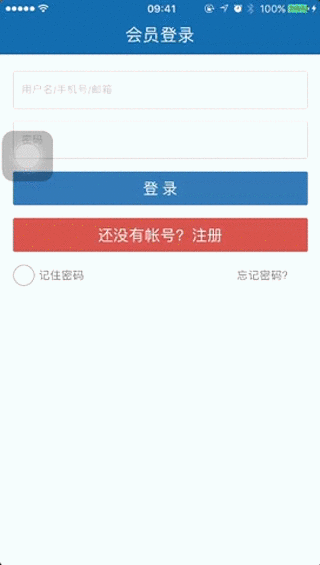 09:41
100%
会员登录
用户名/手机号/邮箱
密码
登录
还没有帐号？注册
记住密码
忘记密码?